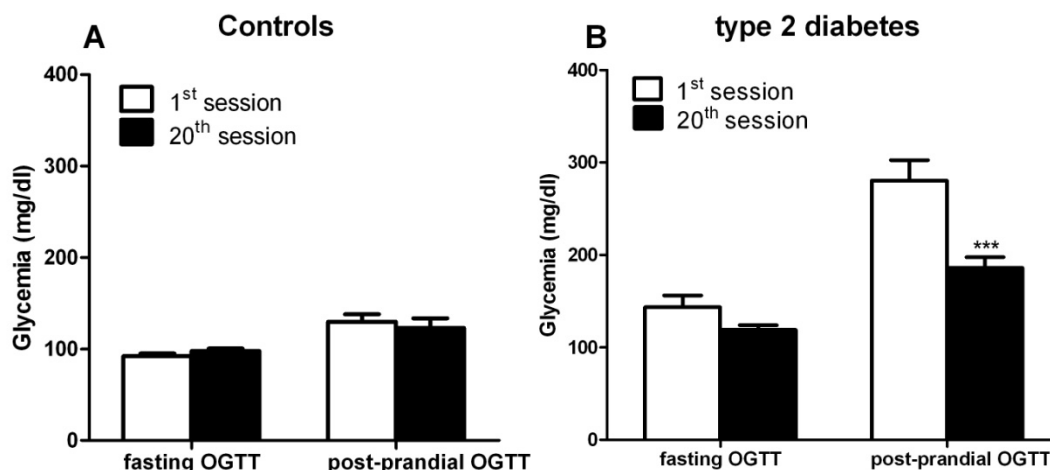 A
Controls
1st session
20th session
Glycemia (mg/dl)
400
300
200
100
0
fasting OGTT
post-prandial OGTT
B
type 2 diabetes
1st session
20th session
Glycemia (mg/dl)
400
300
200
100
0
***
fasting OGTT
post-prandial OGTT